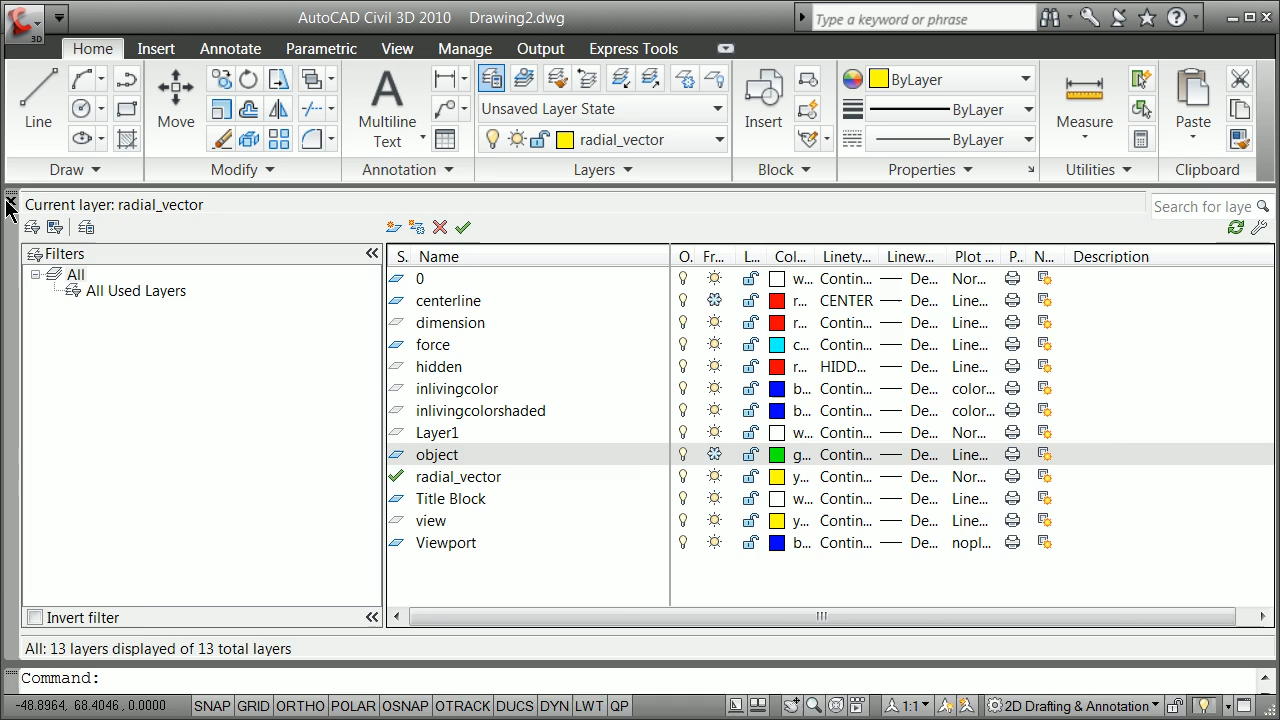 AutoCAD Civil 3D 2010 Drawing2.dwg
Type a keyword or phrase
3D
Home Insert Annotate Parametric View Manage Output Express Tools
Line
Move
Multiline
Text
Unsaved Layer State
radial_vector
Insert
ByLayer
ByLayer
ByLayer
Measure
Paste
Draw Modify Annotation Layers Block Properties Utilities Clipboard
Current layer: radial_vector
Search for laye
Filters
All
All Used Layers
Invert filter
S. Name O. Fr... L... Col... Linety... Linew... Plot ... P.. N... Description
0 w... Contin... De... Nor...
centerline r... CENTER De... Line...
dimension r... Contin... De... Line...
force c... Contin... De... Line...
hidden r... HIDD... De... Line...
inlivingcolor b... Contin... De... color...
inlivingcolorshaded b... Contin... De... color...
Layer1 w... Contin... De... Nor...
object g... Contin... De... Line...
radial_vector y... Contin... De... Nor...
Title Block w... Contin... De... Line...
view y... Contin... De... Line...
Viewport b... Contin... De... nopl...
All: 13 layers displayed of 13 total layers
Command:
-48.8964, 68.4046, 0.0000 SNAP GRID ORTHO POLAR OSNAP OTRACK DUCS DYN LWT QP 1:1 2D Drafting & Annotation